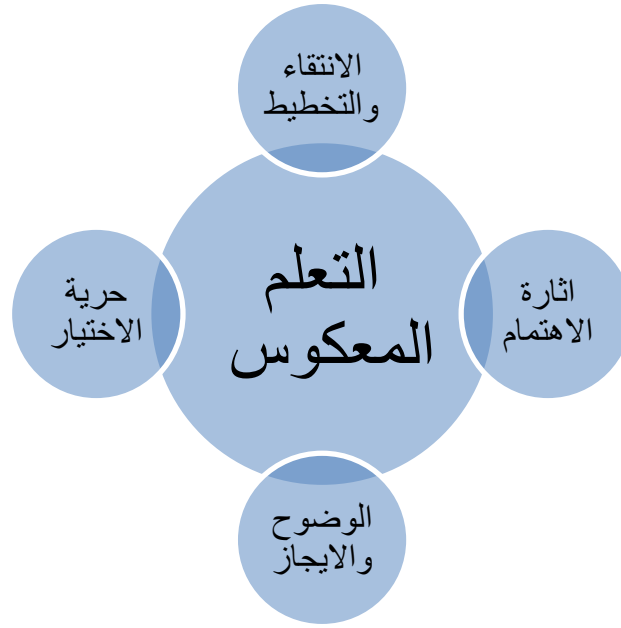 الانتقاء
والتخطيط
التعلم
المعكوس
اثارة
الاهتمام
حرية
الاختيار
الوضوح
والايجاز